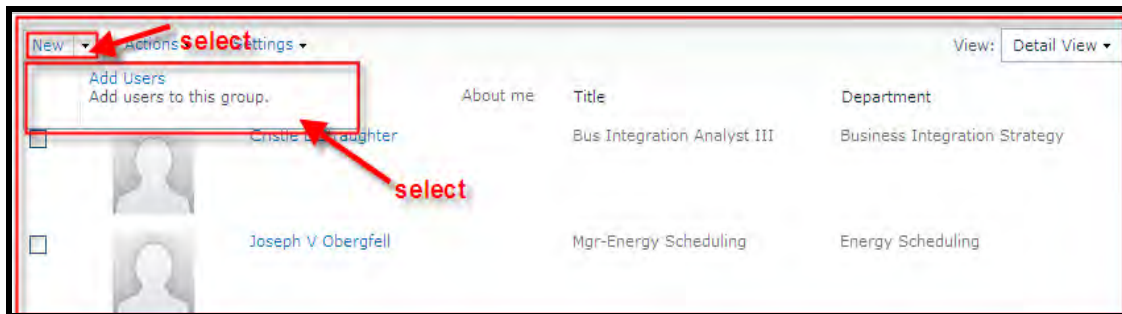 New Actions select Settings View: Detail View
Add Users
Add users to this group.
About me Title Department
Cristie Bus Integration Analyst III Business Integration Strategy
select
Joseph V Obergfell Mgr-Energy Scheduling Energy Scheduling